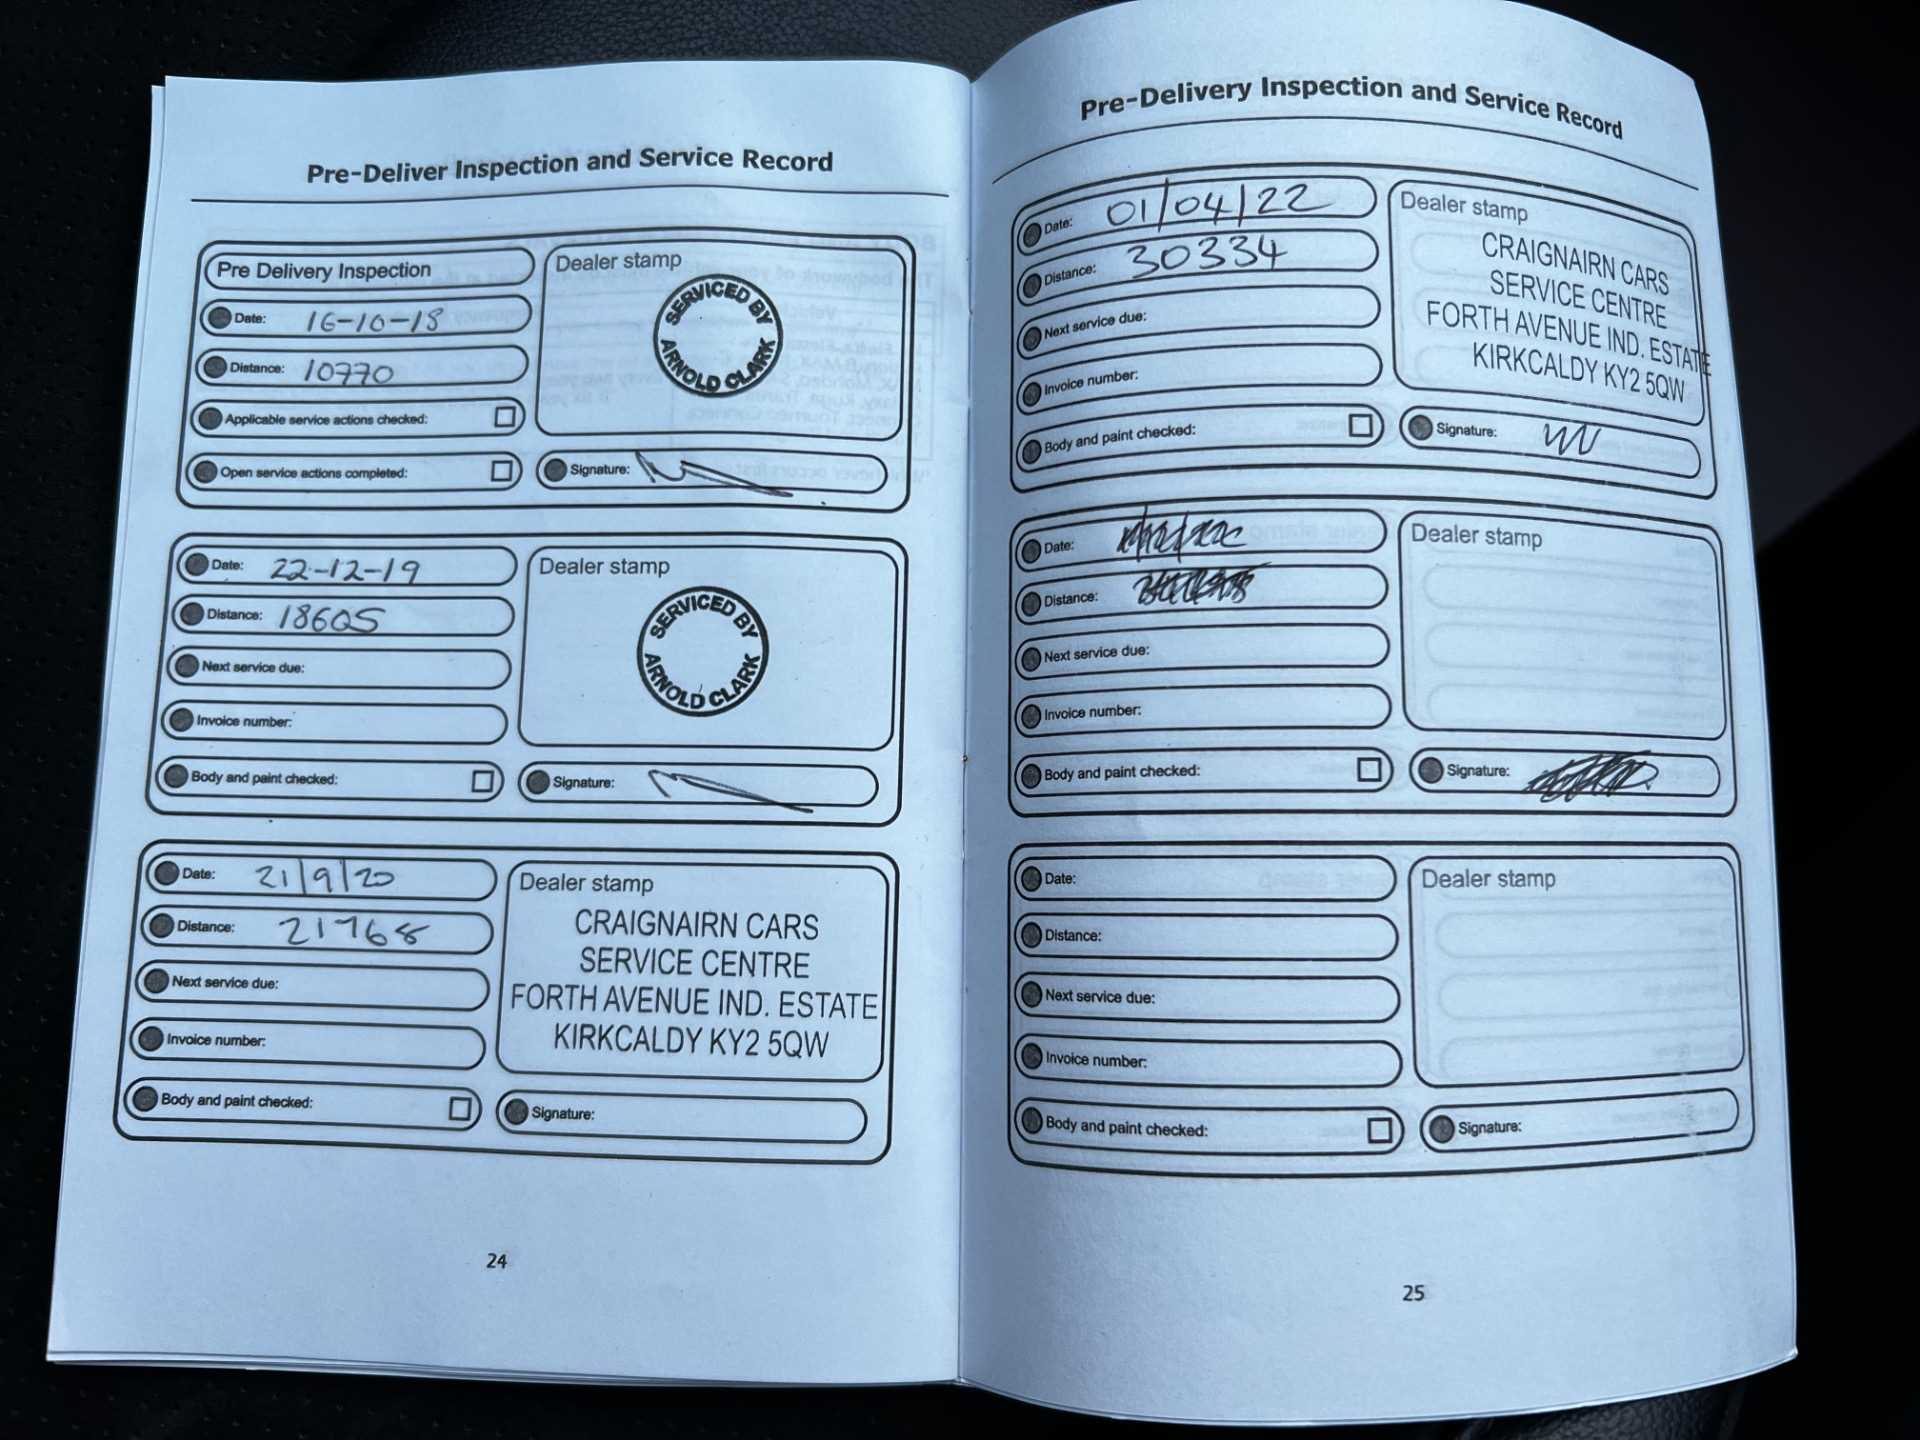 Pre-Deliver Inspection and Service Record
Pre Delivery Inspection
Date: 16-10-18
Distance: 10770
Applicable service actions checked:
Open service actions completed:
Dealer stamp
SERVICED BY
ARNOLD CLARK
Signature:
Date: 22-12-19
Distance: 18605
Next service due:
Invoice number:
Body and paint checked:
Dealer stamp
SERVICED BY
ARNOLD CLARK
Signature:
Date: 21/9/20
Distance: 21768
Next service due:
Invoice number:
Body and paint checked:
Dealer stamp
CRAIGNAIRN CARS
SERVICE CENTRE
FORTH AVENUE IND. ESTATE
KIRKCALDY KY2 5QW
Signature:
24
Pre-Delivery Inspection and Service Record
Date: 01/04/22
Distance: 30334
Next service due:
Invoice number:
Body and paint checked:
Dealer stamp
CRAIGNAIRN CARS
SERVICE CENTRE
FORTH AVENUE IND. ESTATE
KIRKCALDY KY2 5QW
Signature:
Date:
Distance:
Next service due:
Invoice number:
Body and paint checked:
Dealer stamp
Signature:
Date:
Distance:
Next service due:
Invoice number:
Body and paint checked:
Dealer stamp
Signature:
25